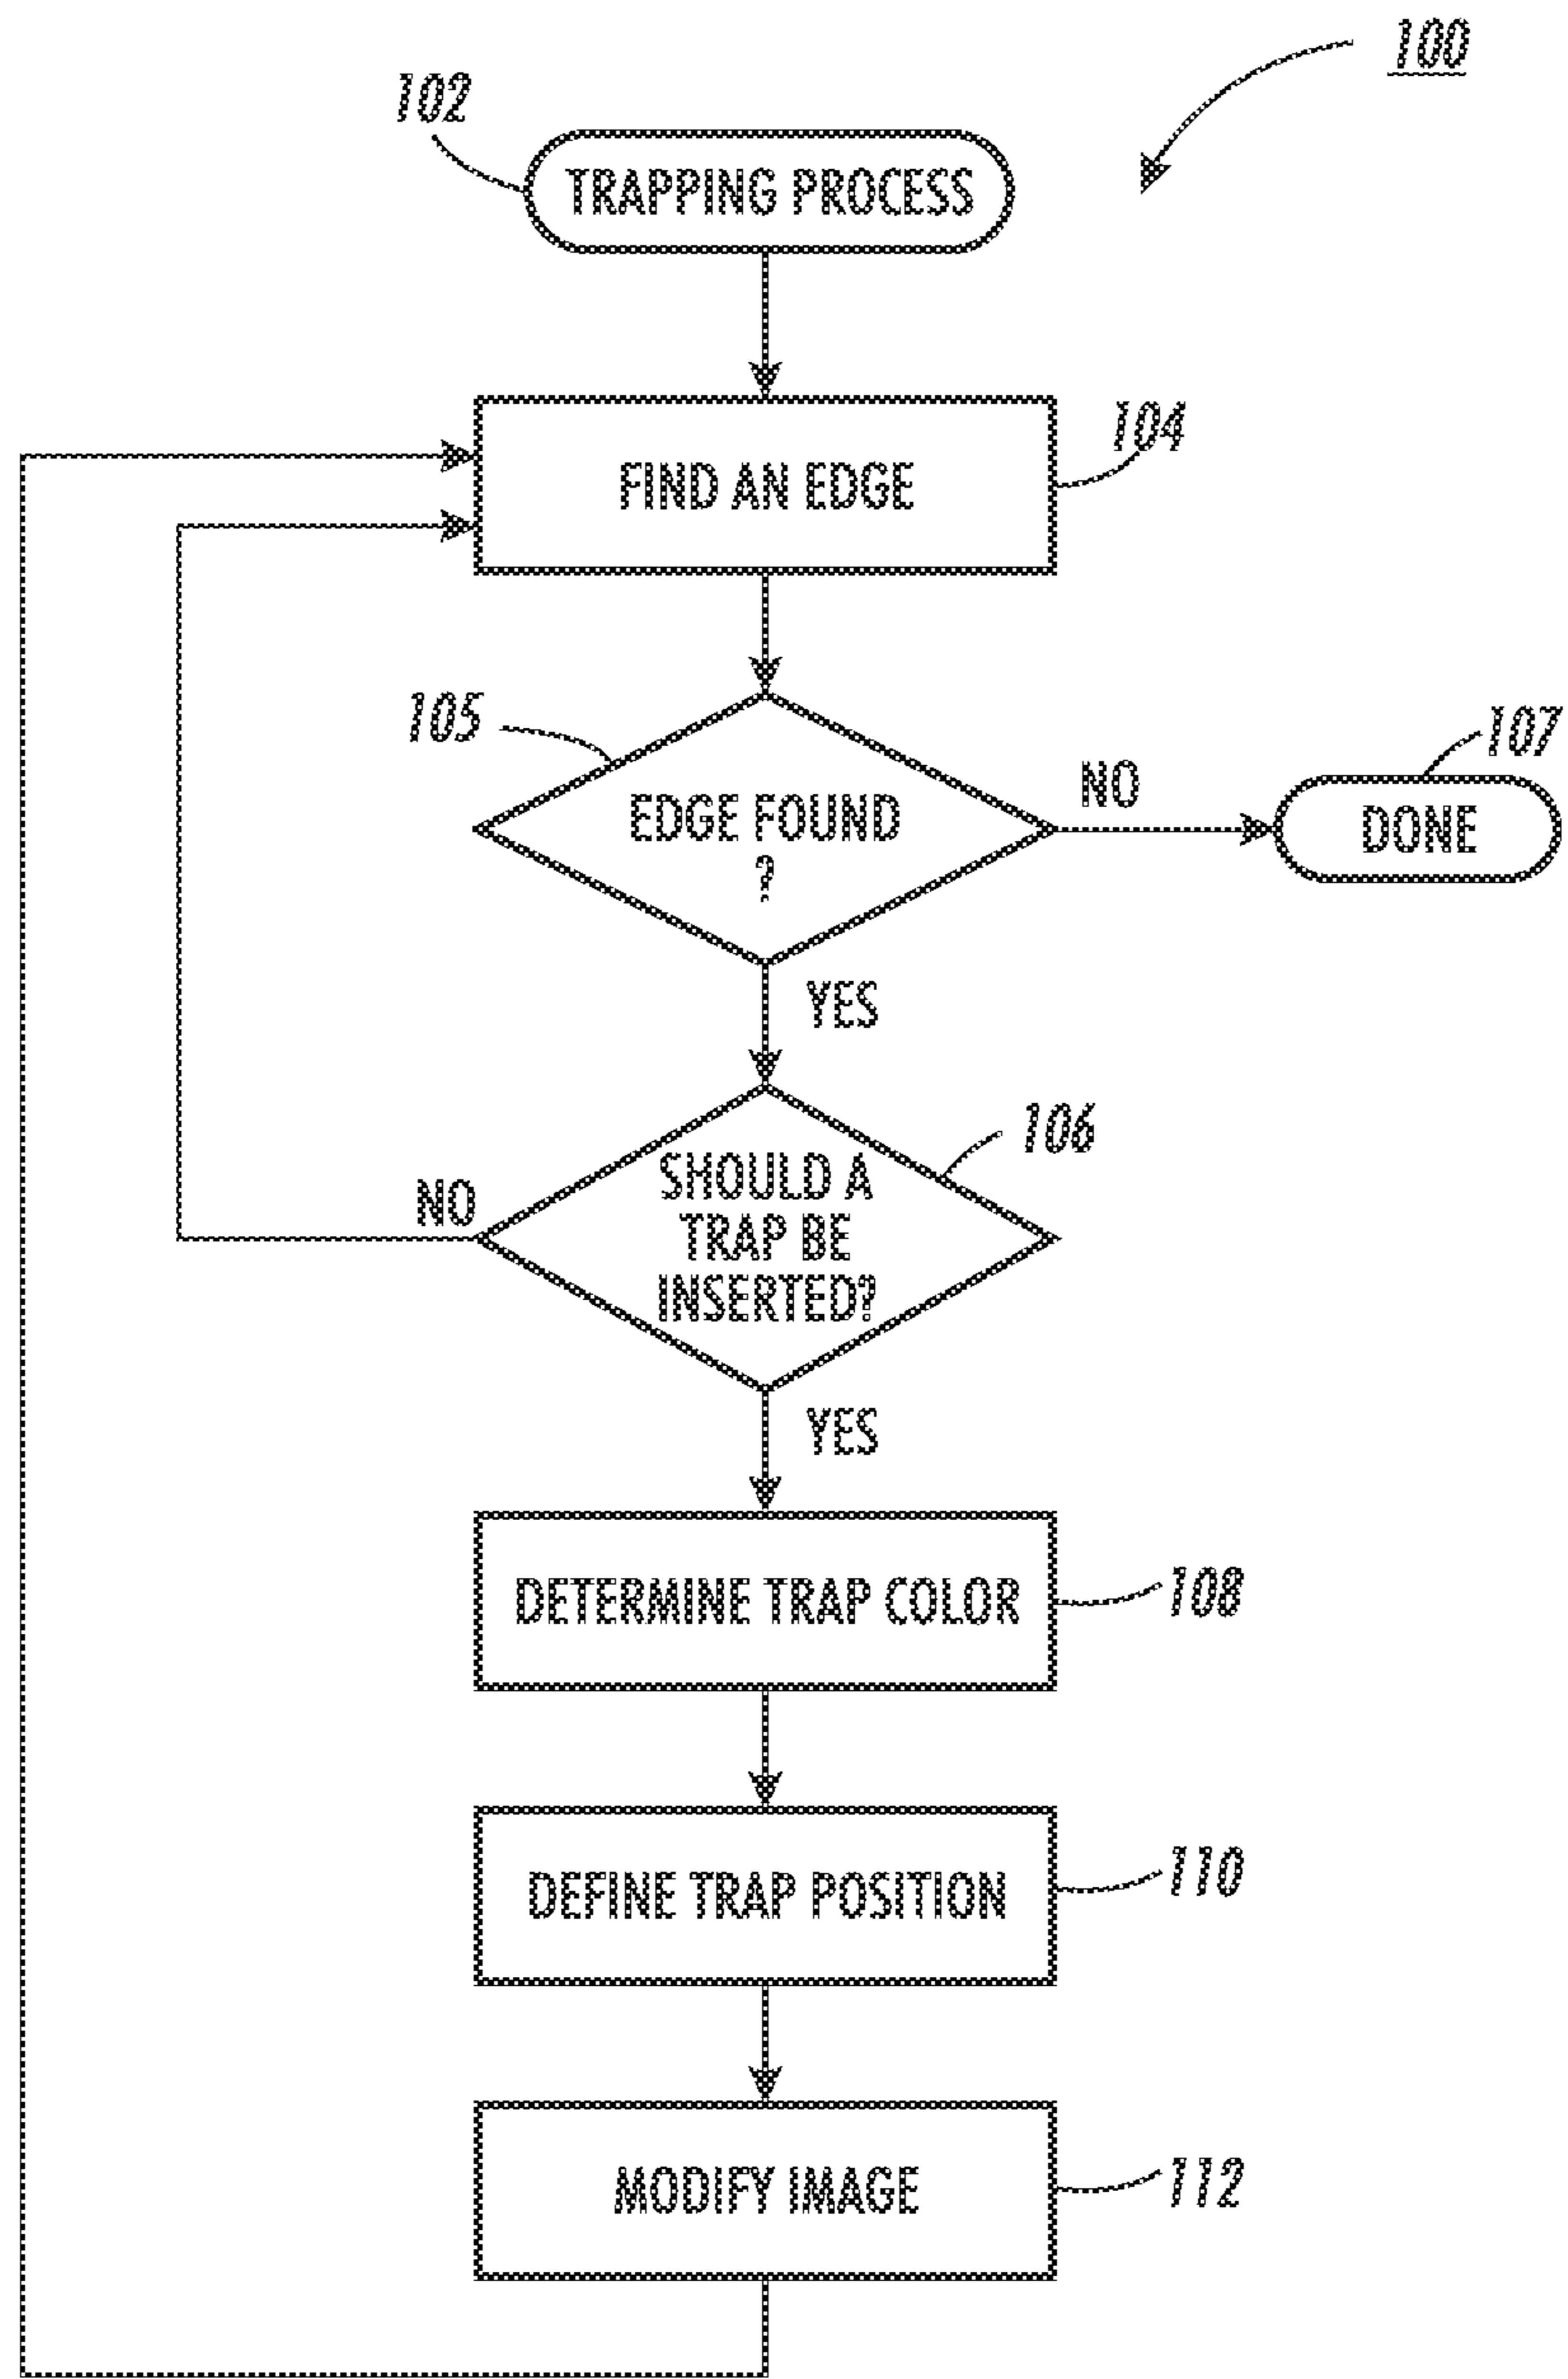 100
102
TRAPPING PROCESS
104
FIND AN EDGE
105
EDGE FOUND
?
NO
107
DONE
YES
106
SHOULD A
TRAP BE
INSERTED?
NO
YES
DETERMINE TRAP COLOR
108
DEFINE TRAP POSITION
110
MODIFY IMAGE
112